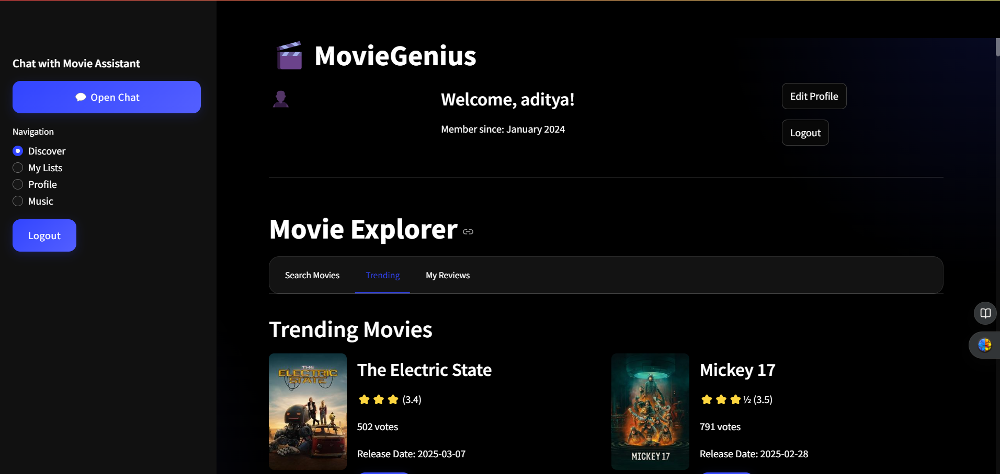 Chat with Movie Assistant
Open Chat
Navigation
Discover
My Lists
Profile
Music
Logout
MovieGenius
Welcome, aditya!
Member since: January 2024
Edit Profile
Logout
Movie Explorer
Search Movies
Trending
My Reviews
Trending Movies
THE
ELECTRIC
STATE
The Electric State
(3.4)
502 votes
Release Date: 2025-03-07
MICKEY 17
Mickey 17
½ (3.5)
791 votes
Release Date: 2025-02-28